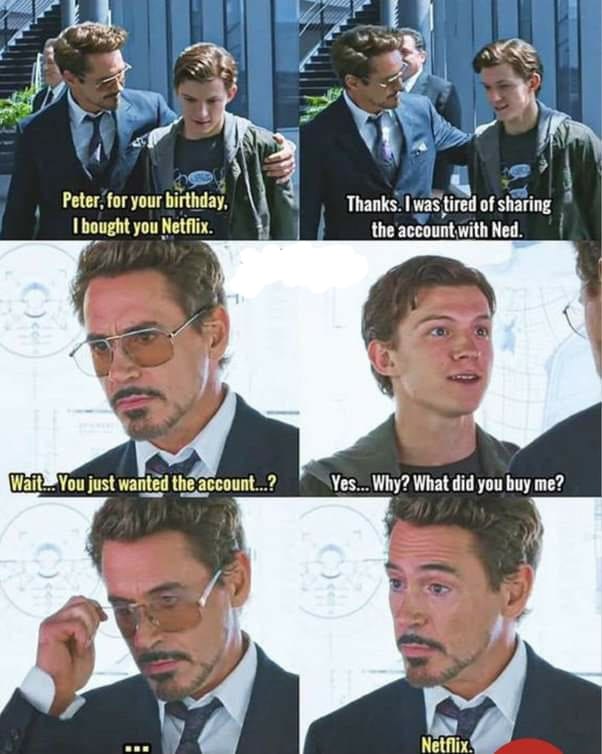 Peter, for your birthday,
I bought you Netflix.
Thanks. I was tired of sharing
the account with Ned.
Wait... You just wanted the account...?
Yes... Why? What did you buy me?
...
Netflix.